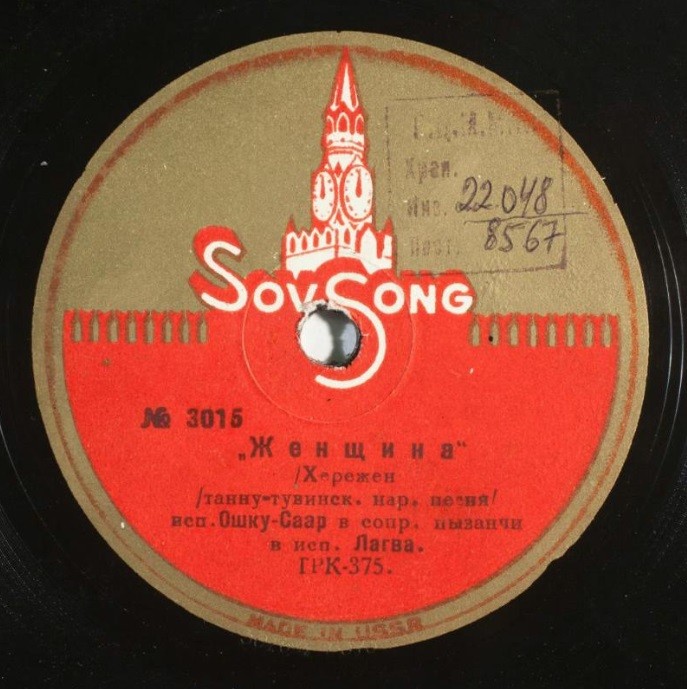 Хран.
Инв. 22048
Пост. 8567
SOVSONG
№ 3015
„Женщина“
/Хережен
/танну-тувинск. нар. песня/
исп. Ошку-Саар в сопр. пызанчи
в исп. Лагва.
ГРК-375.
MADE IN USSR